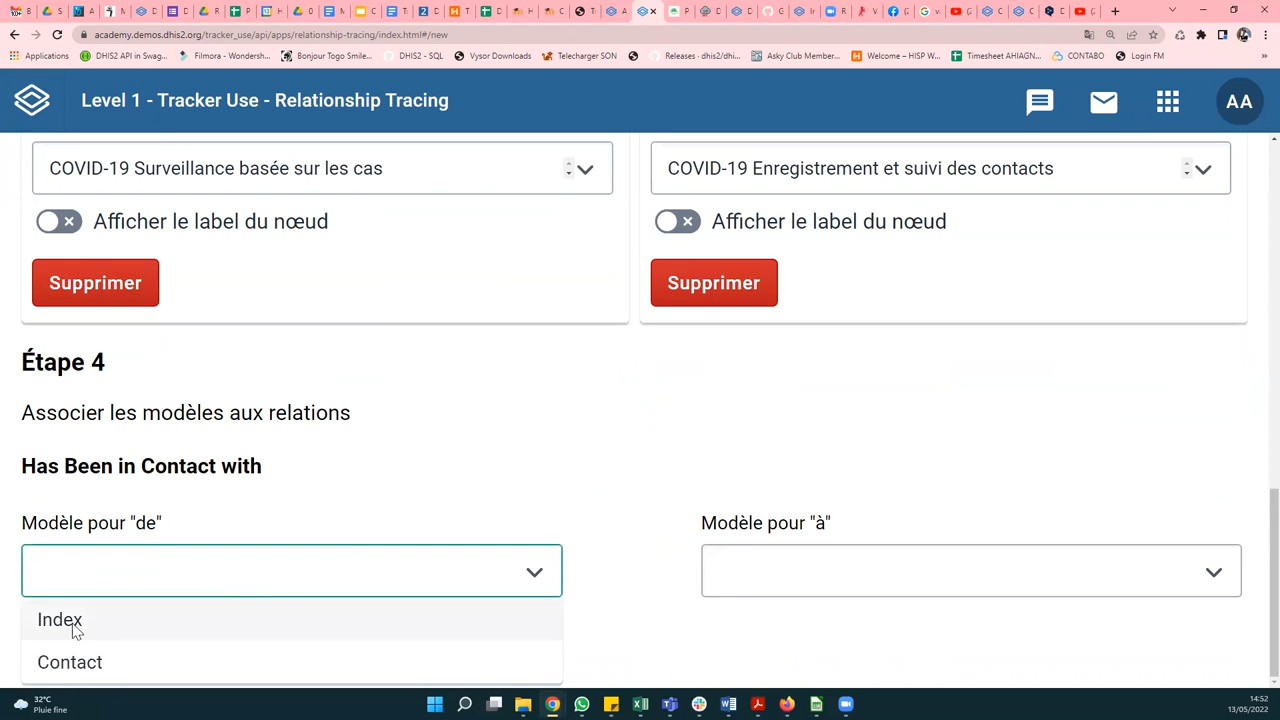 academy.demos.dhis2.org/tracker_use/api/apps/relationship-tracing/index.html#/new
Applications
DHIS2 API in Swag...
Filmora - Wondersh...
Bonjour Togo Smile...
DHIS2 - SQL
Vysor Downloads
Telecharger SON
Releases · dhis2/dhi...
Asky Club Member...
Welcome – HISP W...
Timesheet AHIAGN...
CONTABO
Login FM
Level 1 - Tracker Use - Relationship Tracing
AA
COVID-19 Surveillance basée sur les cas
COVID-19 Enregistrement et suivi des contacts
Afficher le label du nœud
Afficher le label du nœud
Supprimer
Supprimer
Étape 4
Associer les modèles aux relations
Has Been in Contact with
Modèle pour "de"
Modèle pour "à"
Index
Contact
32°C
Pluie fine
14:52
13/05/2022